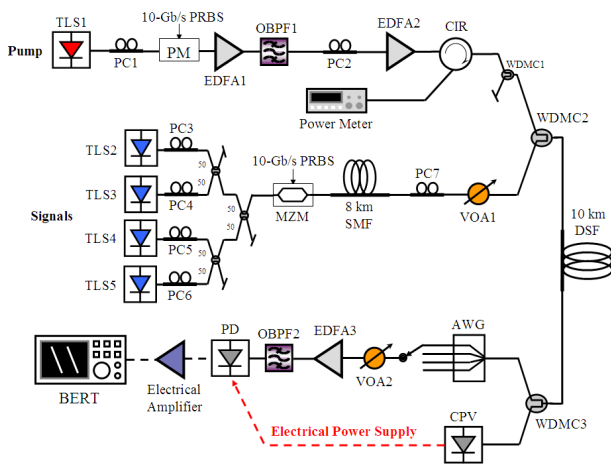 TLS1
10-Gb/s PRBS
OBPF1
EDFA2
CIR
Pump
PC1
PM
EDFA1
PC2
WDMC1
Power Meter
WDMC2
TLS2
PC3
50
50
10-Gb/s PRBS
TLS3
PC4
50
PC7
Signals
MZM
8 km
SMF
VOA1
10 km
DSF
TLS4
PC5
50
50
50
TLS5
PC6
PD
OBPF2
EDFA3
AWG
BERT
Electrical
Amplifier
VOA2
WDMC3
CPV
Electrical Power Supply